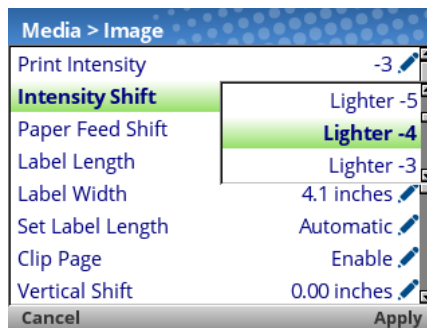 Media > Image
Print Intensity -3
Lighter -5
Intensity Shift Lighter -4
Paper Feed Shift
Label Length Lighter -3
Label Width 4.1 inches
Set Label Length Automatic
Clip Page Enable
Vertical Shift 0.00 inches
Cancel Apply